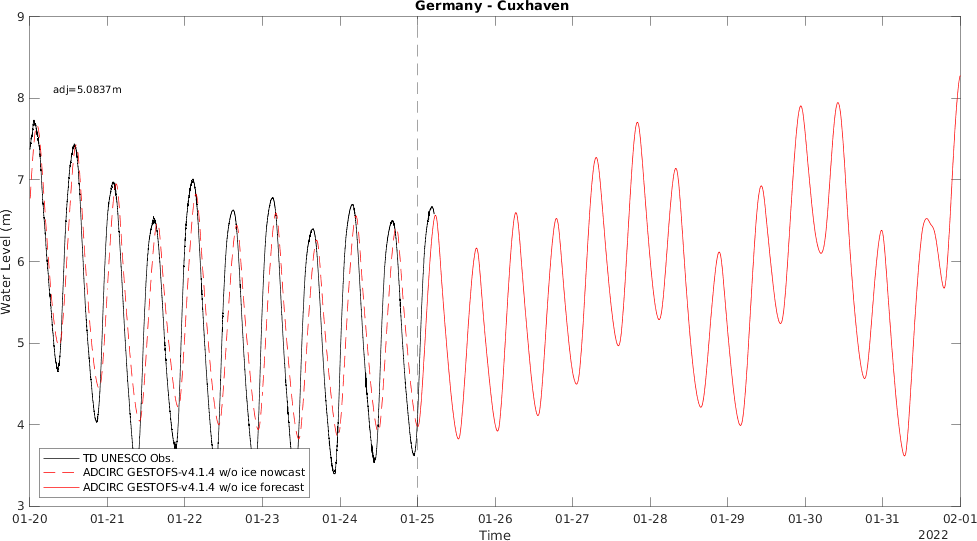 Germany - Cuxhaven
9
8
7
6
5
4
3
Water Level (m)
adj=5.0837m
TD UNESCO Obs.
ADCIRC GESTOFS-v4.1.4 w/o ice nowcast
ADCIRC GESTOFS-v4.1.4 w/o ice forecast
01-20 01-21 01-22 01-23 01-24 01-25 01-26 01-27 01-28 01-29 01-30 01-31 02-01
Time
2022